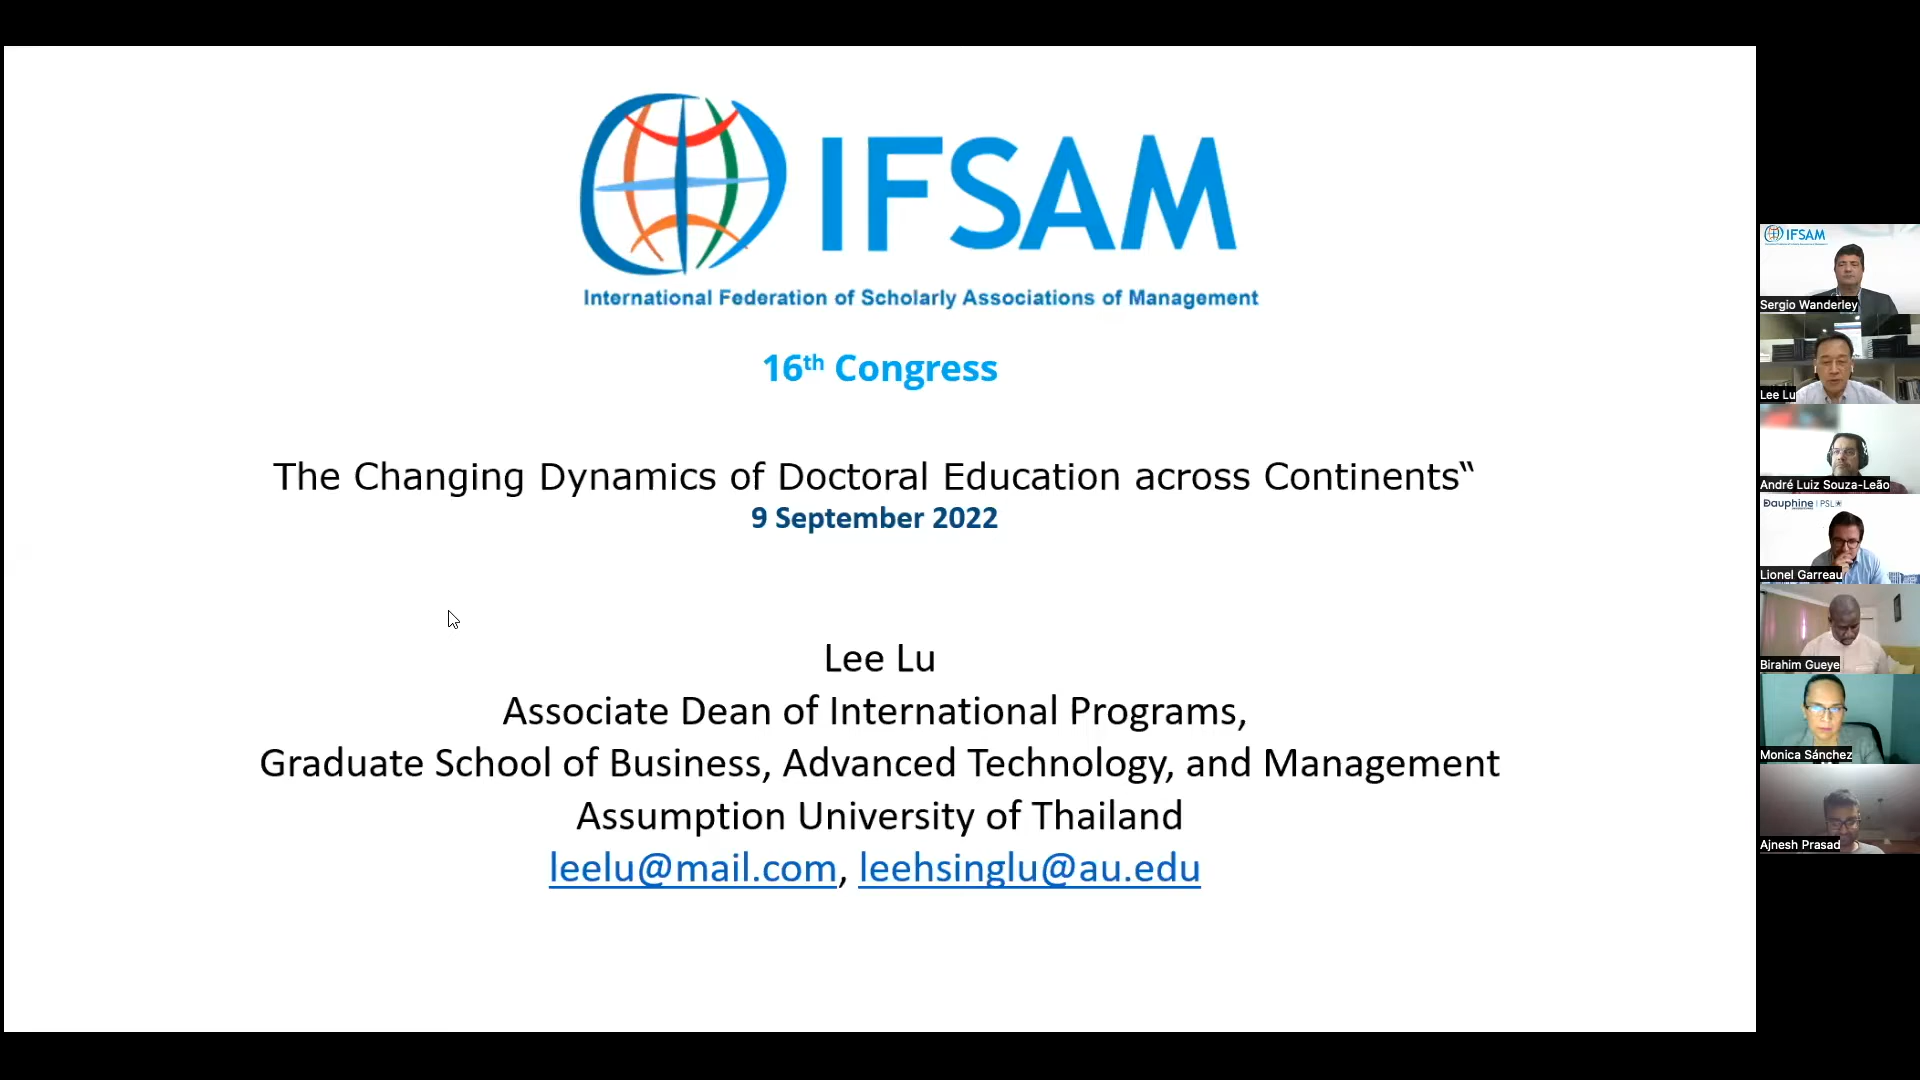 IFSAM
International Federation of Scholarly Associations of Management
16th Congress
The Changing Dynamics of Doctoral Education across Continents“
9 September 2022
Lee Lu
Associate Dean of International Programs,
Graduate School of Business, Advanced Technology, and Management
Assumption University of Thailand
leelu@mail.com, leehsinglu@au.edu
IFSAM
Sergio Wanderley
Lee Lu
André Luiz Souza-Leão
Dauphine | PSL
Lionel Garreau
Birahim Gueye
Monica Sánchez
Ajnesh Prasad